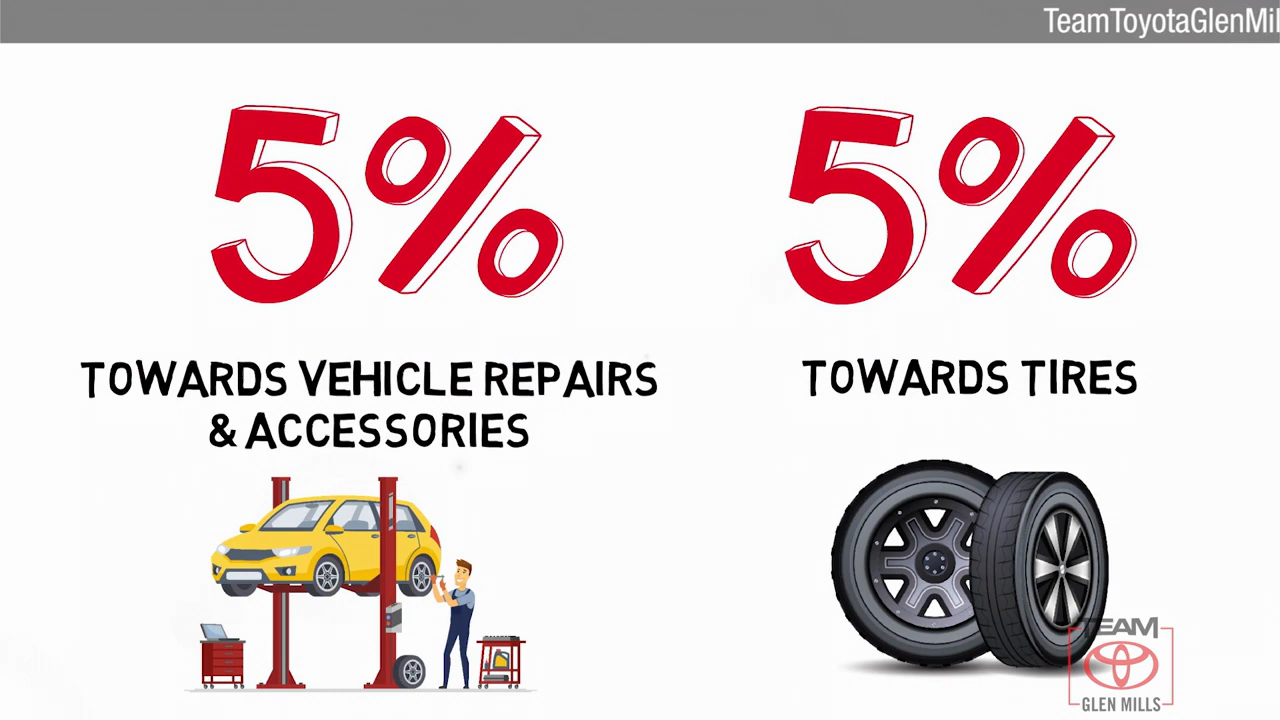 TeamToyotaGlenMil
5% 5%
TOWARDS VEHICLE REPAIRS
& ACCESSORIES
TOWARDS TIRES
TEAM
GLEN MILLS